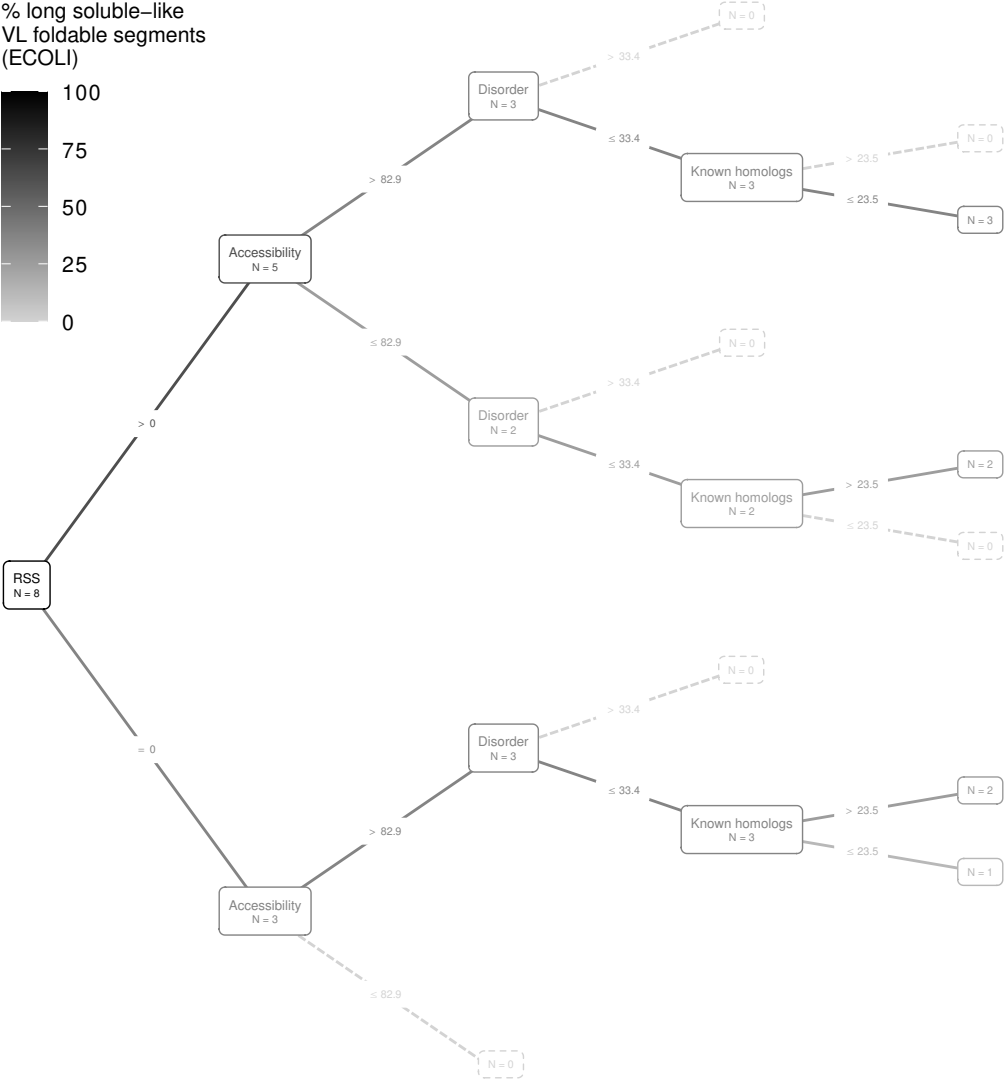 % long soluble−like
VL foldable segments
(ECOLI)
100
75
50
25
0
N = 0
> 33.4
Disorder
N = 3
≤ 33.4
N = 0
> 23.5
Known homologs
N = 3
≤ 23.5
N = 3
> 82.9
Accessibility
N = 5
≤ 82.9
N = 0
> 33.4
Disorder
N = 2
≤ 33.4
N = 2
> 23.5
Known homologs
N = 2
≤ 23.5
N = 0
> 0
RSS
N = 8
= 0
N = 0
> 33.4
Disorder
N = 3
≤ 33.4
N = 2
> 23.5
Known homologs
N = 3
≤ 23.5
N = 1
> 82.9
Accessibility
N = 3
≤ 82.9
N = 0